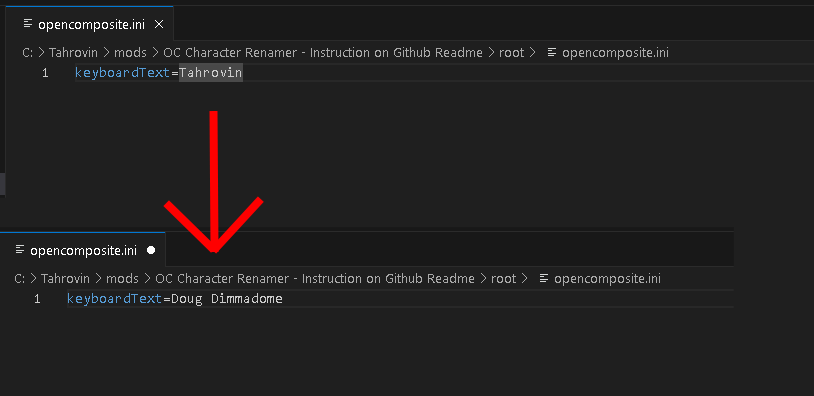 opencomposite.ini
C: > Tahrovin > mods > OC Character Renamer - Instruction on Github Readme > root > opencomposite.ini
1 keyboardText=Tahrovin
opencomposite.ini
C: > Tahrovin > mods > OC Character Renamer - Instruction on Github Readme > root > opencomposite.ini
1 keyboardText=Doug Dimmadome